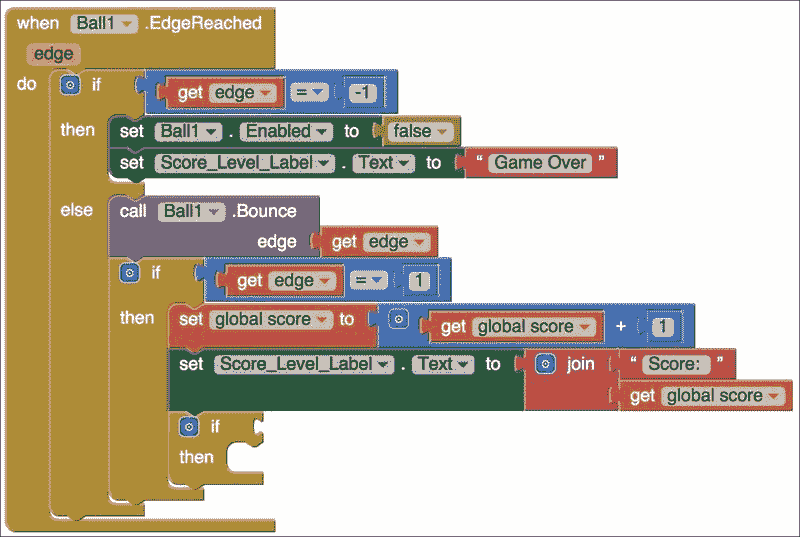 when Ball1 .EdgeReached
edge
do if get edge = -1
then set Ball1 . Enabled to false
set Score_Level_Label . Text to “ Game Over ”
else call Ball1 .Bounce
edge get edge
if get edge = 1
then set global score to get global score + 1
set Score_Level_Label . Text to join “ Score: ”
get global score
if
then